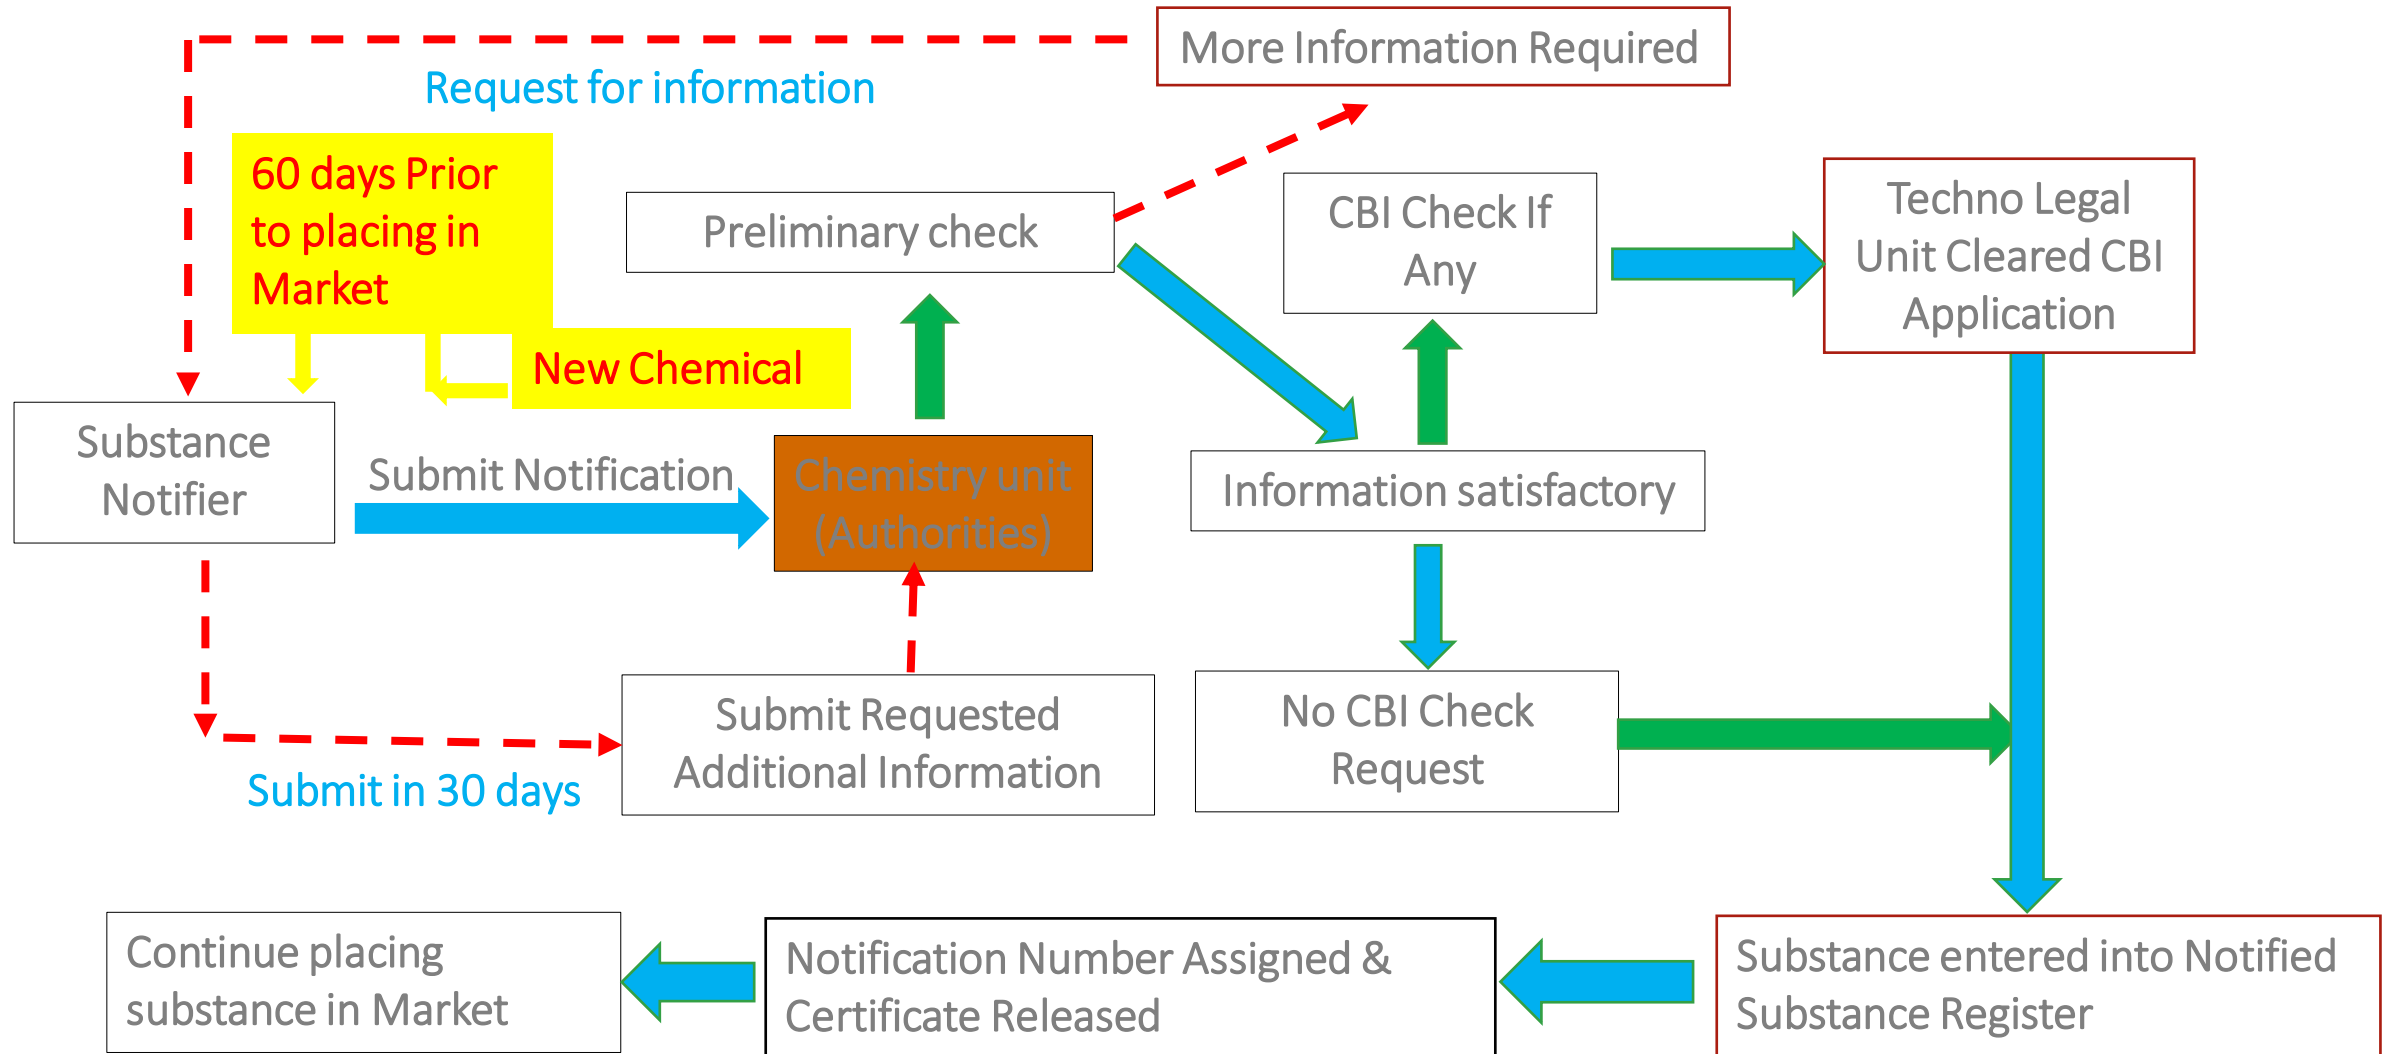 More Information Required
Request for information
60 days Prior
to placing in
Market
Preliminary check
CBI Check If
Any
Techno Legal
Unit Cleared CBI
Application
New Chemical
Substance
Notifier
Submit Notification
Chemistry unit
(Authorities)
Information satisfactory
Submit Requested
Additional Information
Submit in 30 days
No CBI Check
Request
Continue placing
substance in Market
Notification Number Assigned &
Certificate Released
Substance entered into Notified
Substance Register